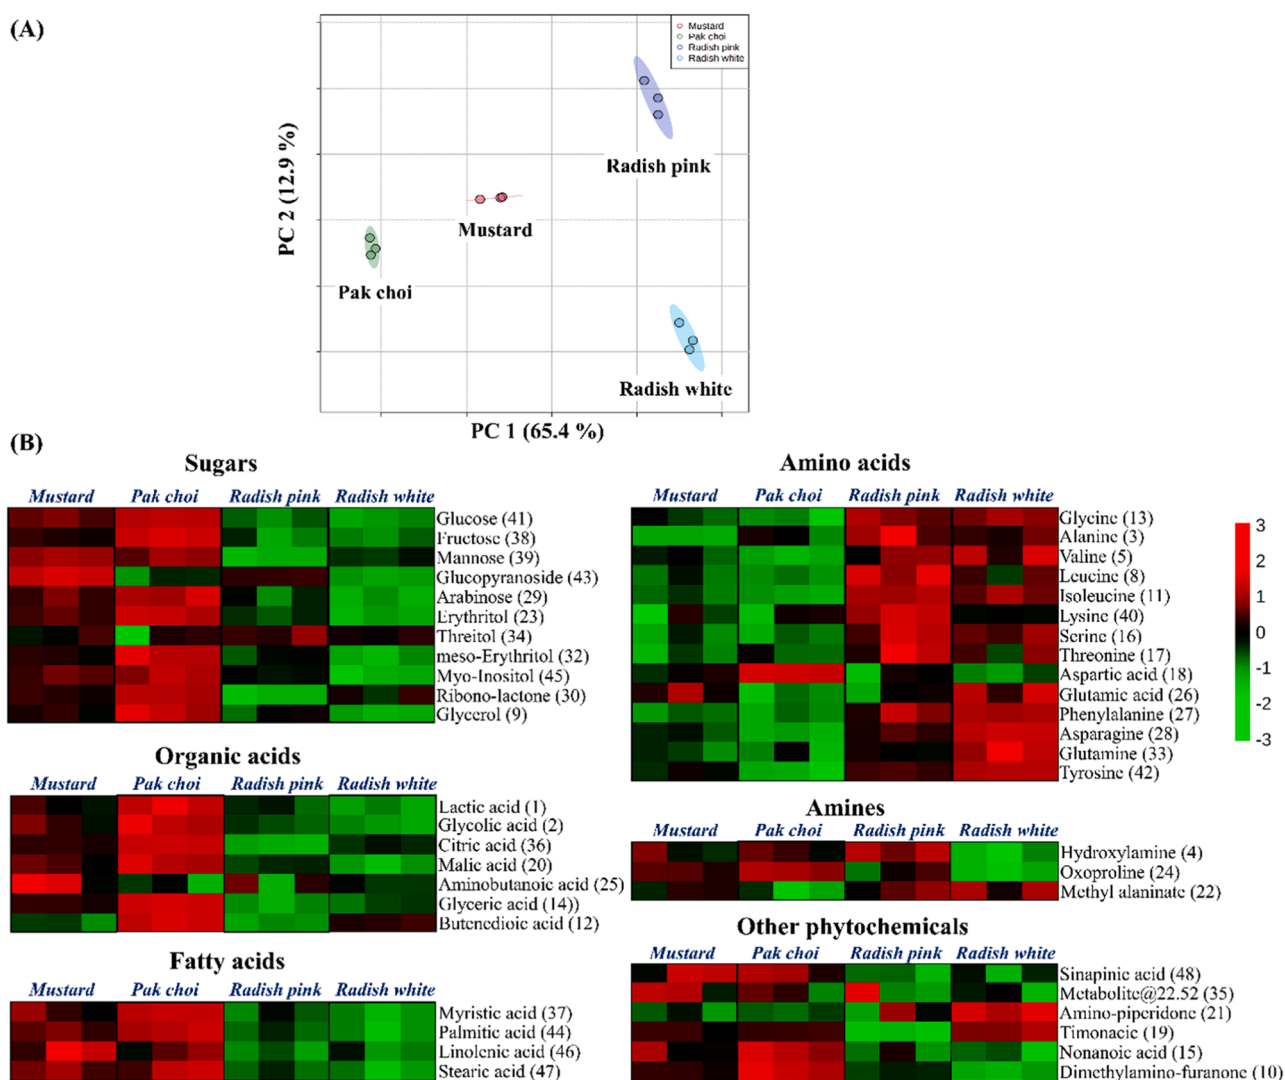 (A)
Mustard
Pak choi
Radish pink
Radish white
Radish pink
Mustard
Pak choi
Radish white
PC 2 (12.9 %)
PC 1 (65.4 %)
(B)
Sugars
Mustard Pak choi Radish pink Radish white
Glucose (41)
Fructose (38)
Mannose (39)
Glucopyranoside (43)
Arabinose (29)
Erythritol (23)
Threitol (34)
meso-Erythritol (32)
Myo-Inositol (45)
Ribono-lactone (30)
Glycerol (9)
Organic acids
Mustard Pak choi Radish pink Radish white
Lactic acid (1)
Glycolic acid (2)
Citric acid (36)
Malic acid (20)
Aminobutanoic acid (25)
Glyceric acid (14))
Butenedioic acid (12)
Fatty acids
Mustard Pak choi Radish pink Radish white
Myristic acid (37)
Palmitic acid (44)
Linolenic acid (46)
Stearic acid (47)
Amino acids
Mustard Pak choi Radish pink Radish white
Glycine (13)
Alanine (3)
Valine (5)
Leucine (8)
Isoleucine (11)
Lysine (40)
Serine (16)
Threonine (17)
Aspartic acid (18)
Glutamic acid (26)
Phenylalanine (27)
Asparagine (28)
Glutamine (33)
Tyrosine (42)
3
2
1
0
-1
-2
-3
Amines
Mustard Pak choi Radish pink Radish white
Hydroxylamine (4)
Oxoproline (24)
Methyl alaninate (22)
Other phytochemicals
Mustard Pak choi Radish pink Radish white
Sinapinic acid (48)
Metabolite@22.52 (35)
Amino-piperidone (21)
Timonacic (19)
Nonanoic acid (15)
Dimethylamino-furanone (10)